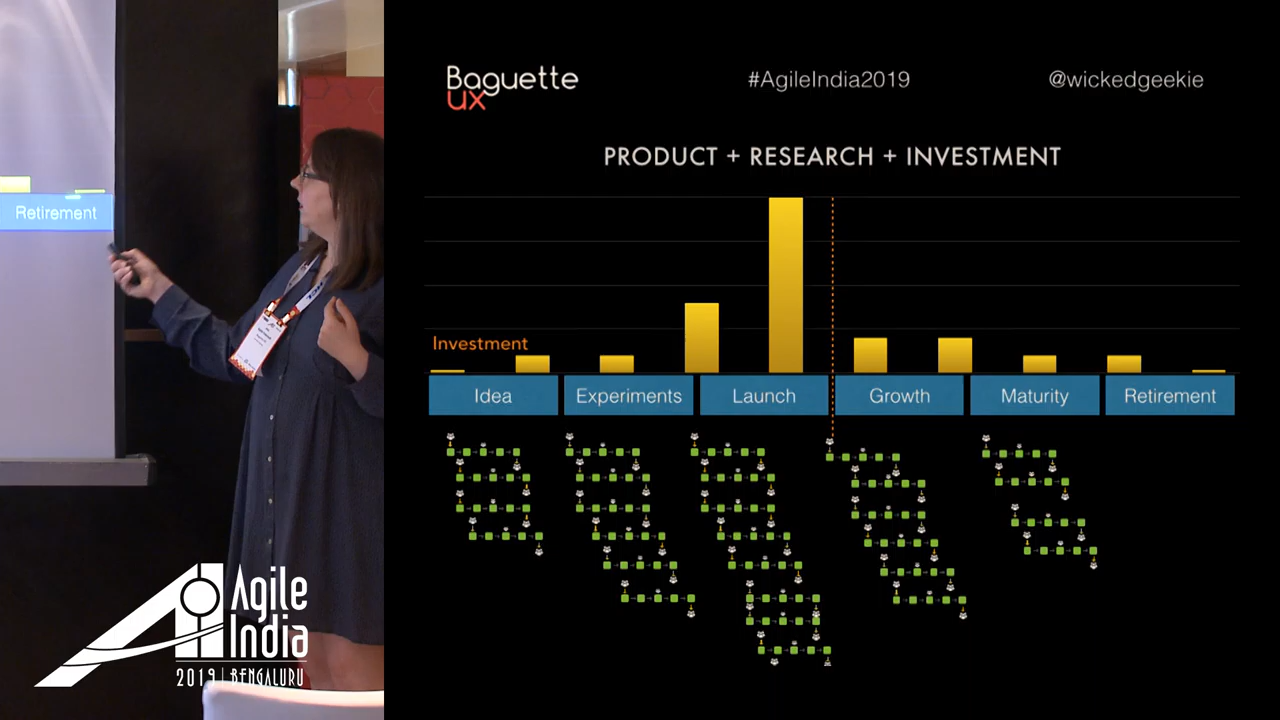 Retirement
Agile
India
2019 | BENGALURU
Baguette
UX
#AgileIndia2019
@wickedgeekie
PRODUCT + RESEARCH + INVESTMENT
Investment
Idea
Experiments
Launch
Growth
Maturity
Retirement